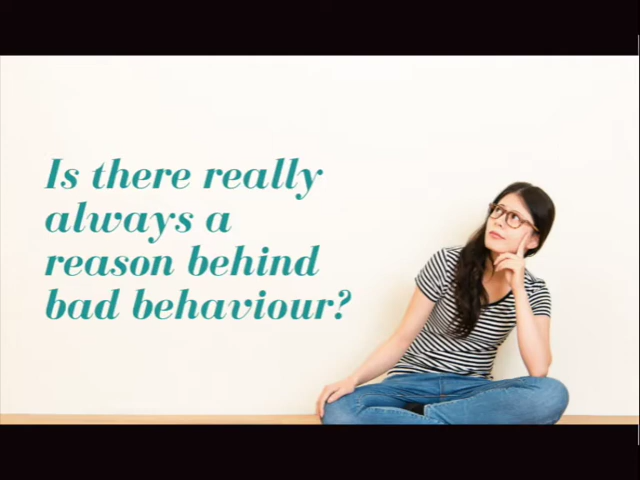 Is there really
always a
reason behind
bad behaviour?